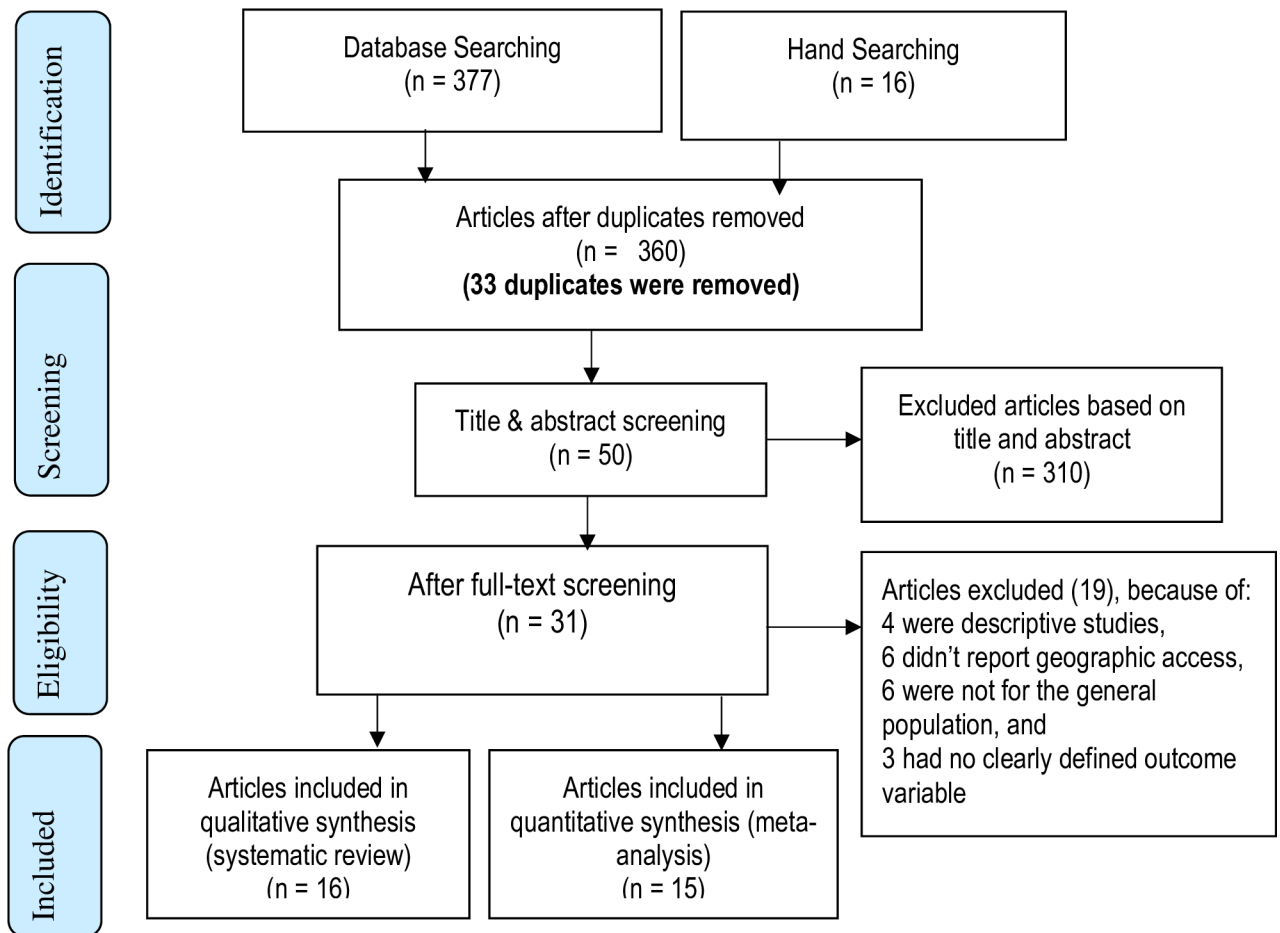 Identification
Database Searching
(n = 377)
Hand Searching
(n = 16)
Articles after duplicates removed
(n =   360)
(33 duplicates were removed)
Screening
Title & abstract screening
(n = 50)
Excluded articles based on
title and abstract
(n = 310)
Eligibility
After full-text screening
(n = 31)
Articles excluded (19), because of:
4 were descriptive studies,
6 didn’t report geographic access,
6 were not for the general
population, and
3 had no clearly defined outcome
variable
Included
Articles included in
qualitative synthesis
(systematic review)
(n = 16)
Articles included in
quantitative synthesis (meta-
analysis)
(n = 15)